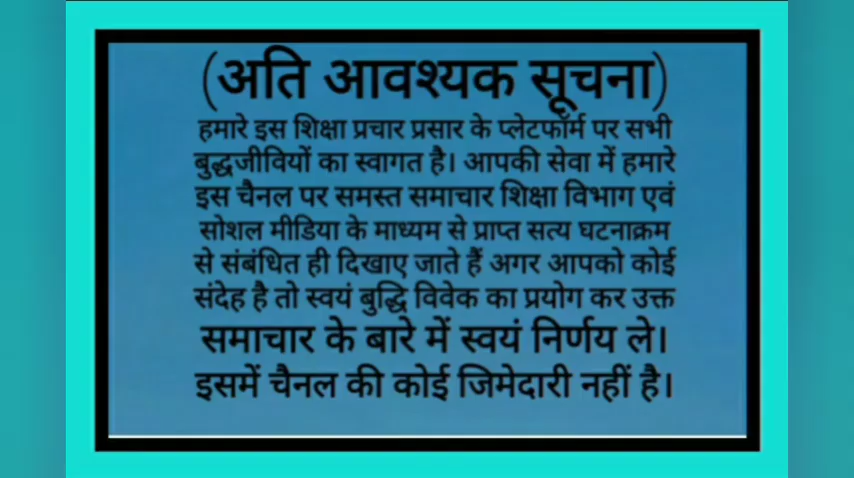 (अति आवश्यक सूचना)
हमारे इस शिक्षा प्रचार प्रसार के प्लेटफॉर्म पर सभी
बुद्धजीवियों का स्वागत है। आपकी सेवा में हमारे
इस चैनल पर समस्त समाचार शिक्षा विभाग एवं
सोशल मीडिया के माध्यम से प्राप्त सत्य घटनाक्रम
से संबंधित ही दिखाए जाते हैं अगर आपको कोई
संदेह है तो स्वयं बुद्धि विवेक का प्रयोग कर उक्त
समाचार के बारे में स्वयं निर्णय ले।
इसमें चैनल की कोई जिमेदारी नहीं है।